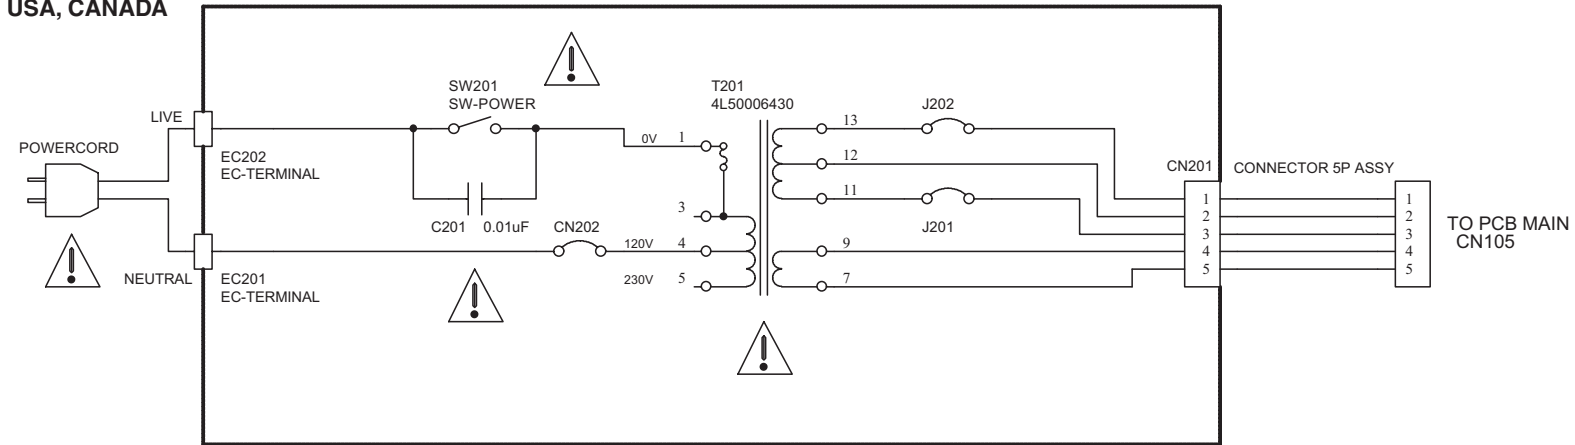 USA, CANADA
SW201
SW-POWER
T201
4L50006430
J202
LIVE
POWERCORD
EC202
EC-TERMINAL
0V 1
13
12
11
CN201
CONNECTOR 5P ASSY
C201 0.01uF
CN202
3
J201
1
2
3
4
5
1
2
3
4
5
TO PCB MAIN
CN105
120V 4
9
NEUTRAL
EC201
EC-TERMINAL
230V 5
7